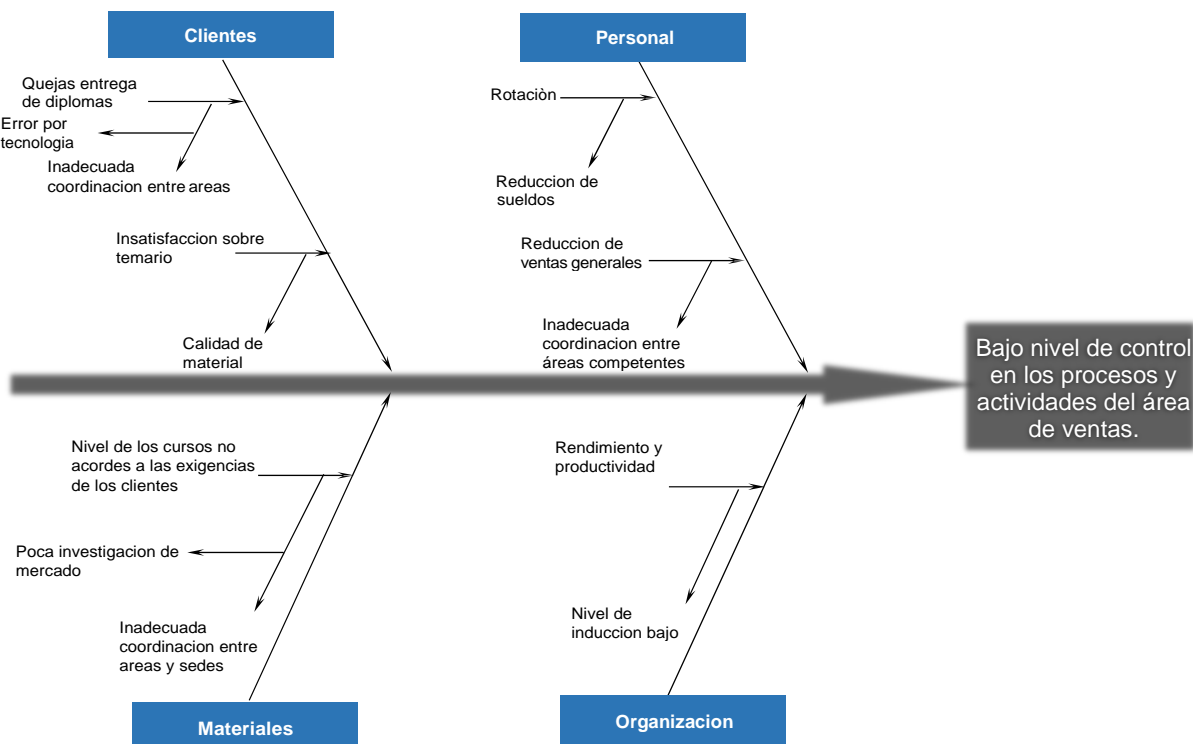 Clientes
Personal
Quejas entrega
de diplomas
Error por
tecnologia
Inadecuada
coordinacion entre areas
Rotaciòn
Reduccion de
sueldos
Insatisfaccion sobre
temario
Reduccion de
ventas generales
Calidad de
material
Inadecuada
coordinacion entre
áreas competentes
Bajo nivel de control
en los procesos y
actividades del área
de ventas.
Nivel de los cursos no
acordes a las exigencias
de los clientes
Rendimiento y
productividad
Poca investigacion de
mercado
Inadecuada
coordinacion entre
areas y sedes
Nivel de
induccion bajo
Materiales
Organizacion